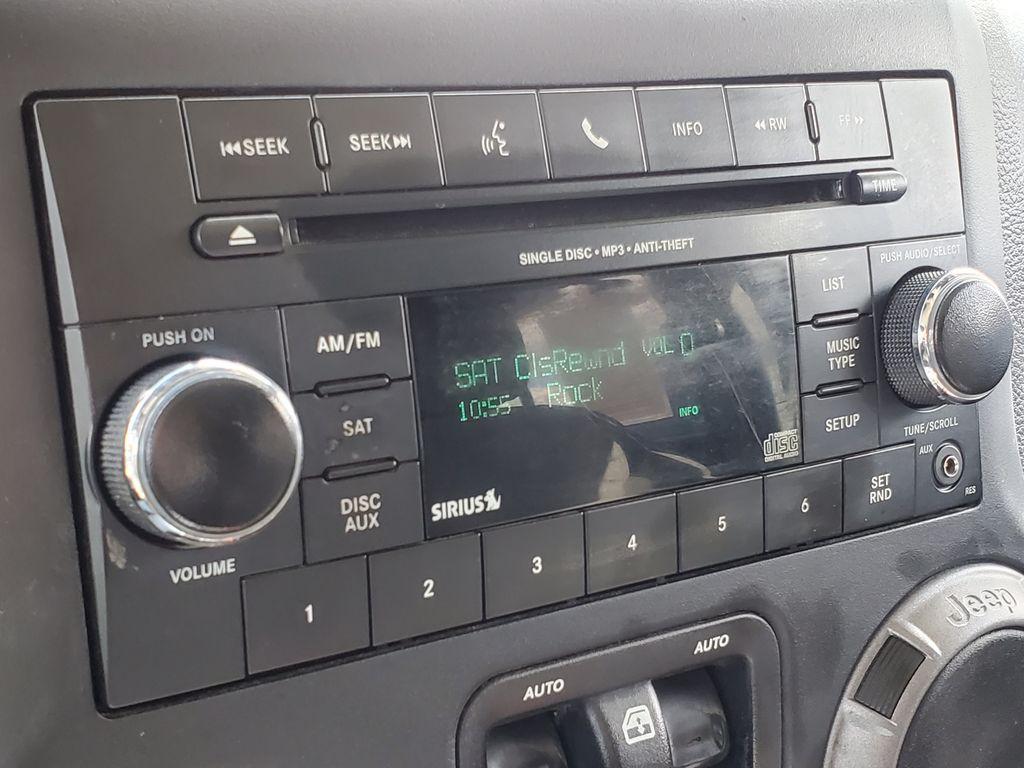 SEEK
SEEK
INFO
RW
FF
TIME
SINGLE DISC • MP3 • ANTI-THEFT
PUSH AUDIO/SELECT
PUSH ON
AM/FM
SAT
DISC
AUX
VOLUME
SAT ClsRewnd VOL 0
10:55 Rock
INFO
SIRIUS
COMPACT
disc
DIGITAL AUDIO
LIST
MUSIC
TYPE
SETUP
TUNE/SCROLL
AUX
RES
1
2
3
4
5
6
SET
RND
AUTO
AUTO
Jeep